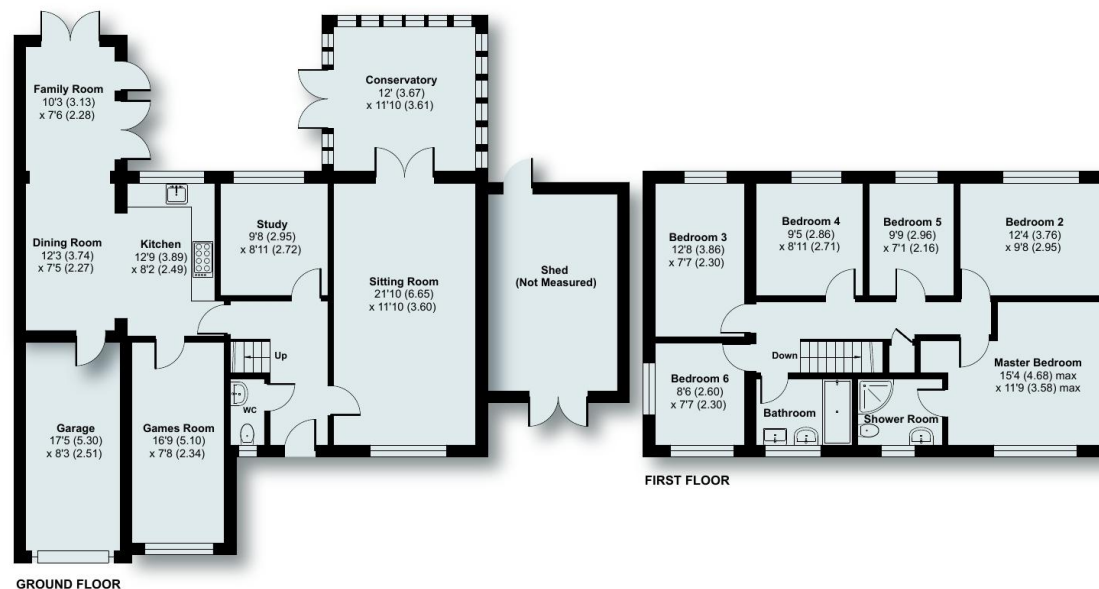 Family Room
10'3 (3.13)
x 7'6 (2.28)
Conservatory
12' (3.67)
x 11'10 (3.61)
Dining Room
12'3 (3.74)
x 7'5 (2.27)
Kitchen
12'9 (3.89)
x 8'2 (2.49)
Study
9'8 (2.95)
x 8'11 (2.72)
Sitting Room
21'10 (6.65)
x 11'10 (3.60)
Shed
(Not Measured)
Up
WC
Garage
17'5 (5.30)
x 8'3 (2.51)
Games Room
16'9 (5.10)
x 7'8 (2.34)
GROUND FLOOR
Bedroom 3
12'8 (3.86)
x 7'7 (2.30)
Bedroom 4
9'5 (2.86)
x 8'11 (2.71)
Bedroom 5
9'9 (2.96)
x 7'1 (2.16)
Bedroom 2
12'4 (3.76)
x 9'8 (2.95)
Down
Master Bedroom
15'4 (4.68) max
x 11'9 (3.58) max
Bedroom 6
8'6 (2.60)
x 7'7 (2.30)
Bathroom
Shower Room
FIRST FLOOR